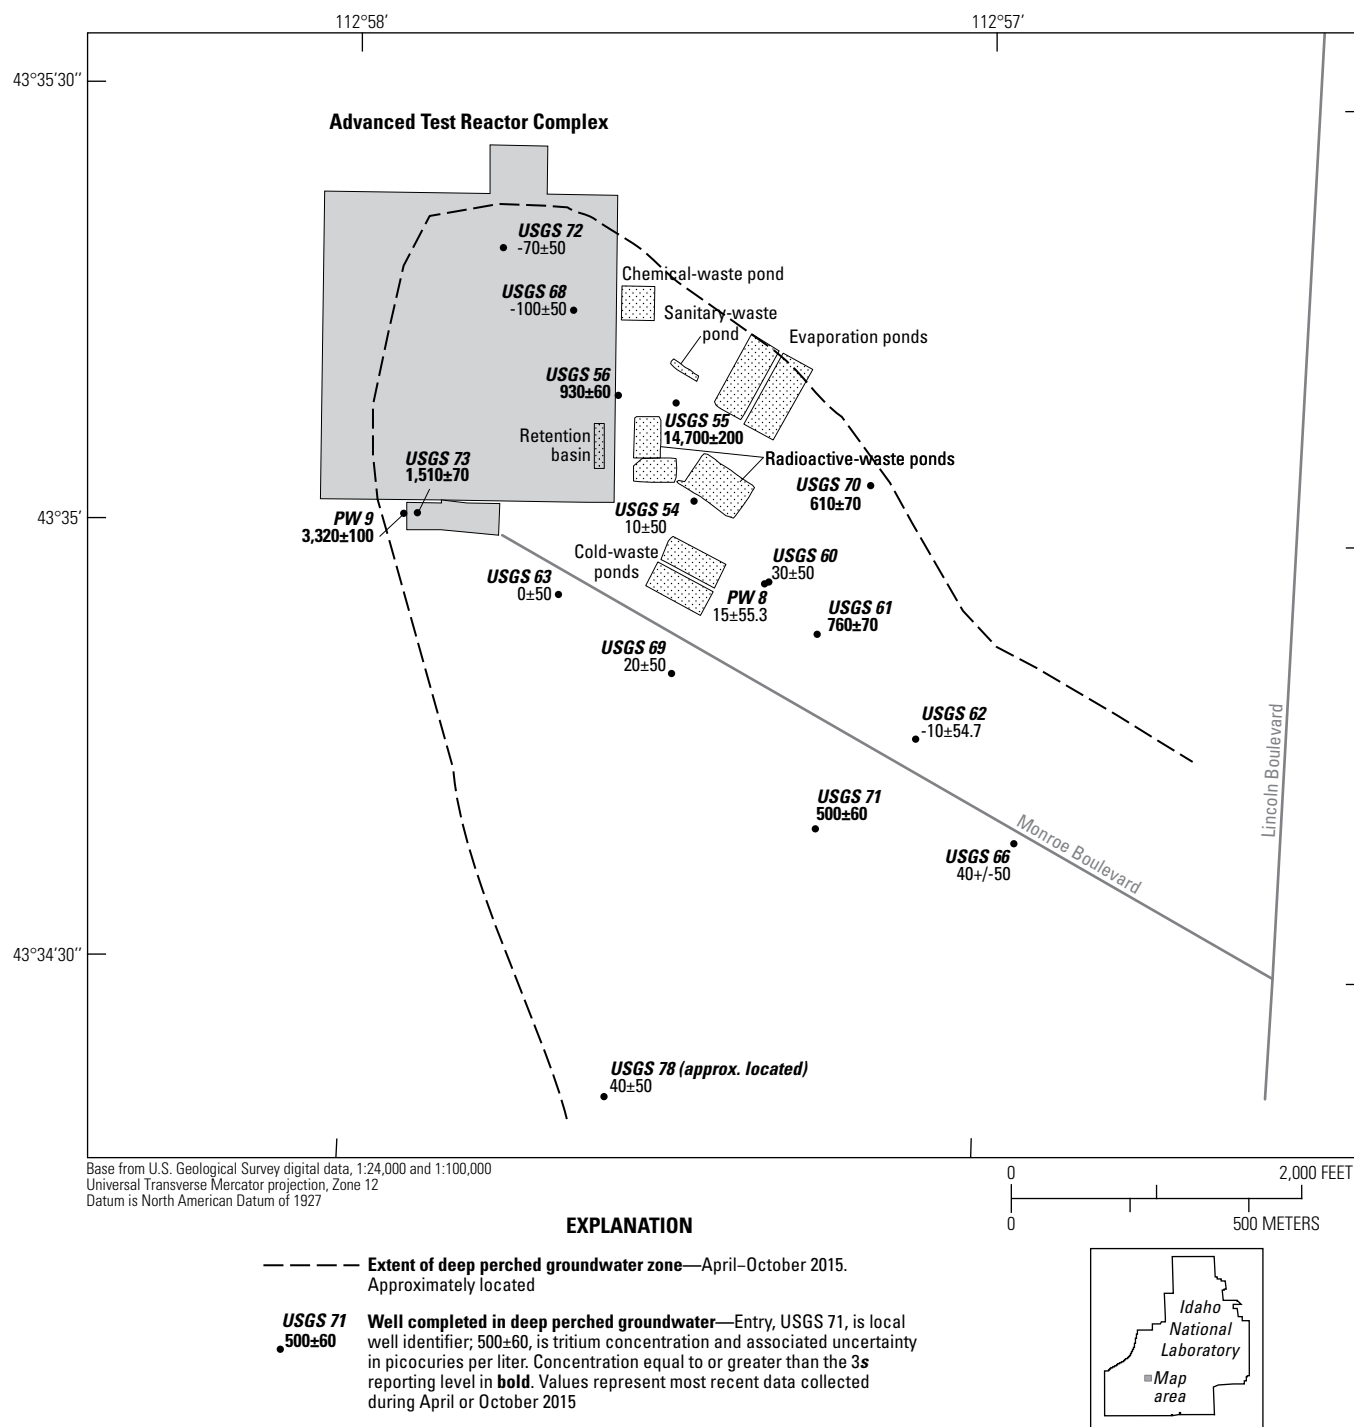 112°58’
112°57’
43°35’30’’
Advanced Test Reactor Complex
USGS 72
-70±50
Chemical-waste pond
USGS 68
-100±50
Sanitary-waste
pond
Evaporation ponds
USGS 56
930±60
USGS 55
14,700±200
Retention
basin
USGS 73
1,510±70
Radioactive-waste ponds
USGS 70
610±70
43°35’
PW 9
3,320±100
USGS 54
10±50
Cold-waste
ponds
USGS 60
30±50
USGS 63
0±50
PW 8
15±55.3
USGS 61
760±70
USGS 69
20±50
USGS 62
-10±54.7
Lincoln Boulevard
USGS 71
500±60
Monroe Boulevard
USGS 66
40+/-50
43°34’30’’
USGS 78 (approx. located)
40±50
Base from U.S. Geological Survey digital data, 1:24,000 and 1:100,000
Universal Transverse Mercator projection, Zone 12
Datum is North American Datum of 1927
0
2,000 FEET
0
500 METERS
EXPLANATION
Extent of deep perched groundwater zone—April–October 2015.
Approximately located
USGS 71
500±60
Well completed in deep perched groundwater—Entry, USGS 71, is local
well identifier; 500±60, is tritium concentration and associated uncertainty
in picocuries per liter. Concentration equal to or greater than the 3s
reporting level in bold. Values represent most recent data collected
during April or October 2015
Idaho
National
Laboratory
Map
area